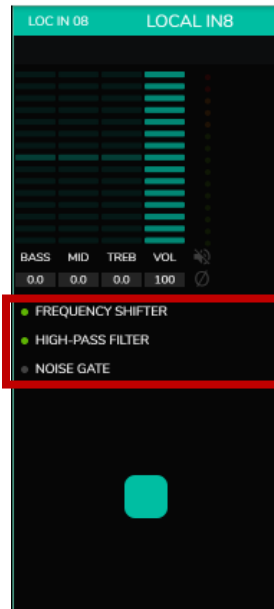 LOC IN 08 LOCAL IN8
BASS MID TREB VOL
0.0 0.0 0.0 100
FREQUENCY SHIFTER
HIGH-PASS FILTER
NOISE GATE